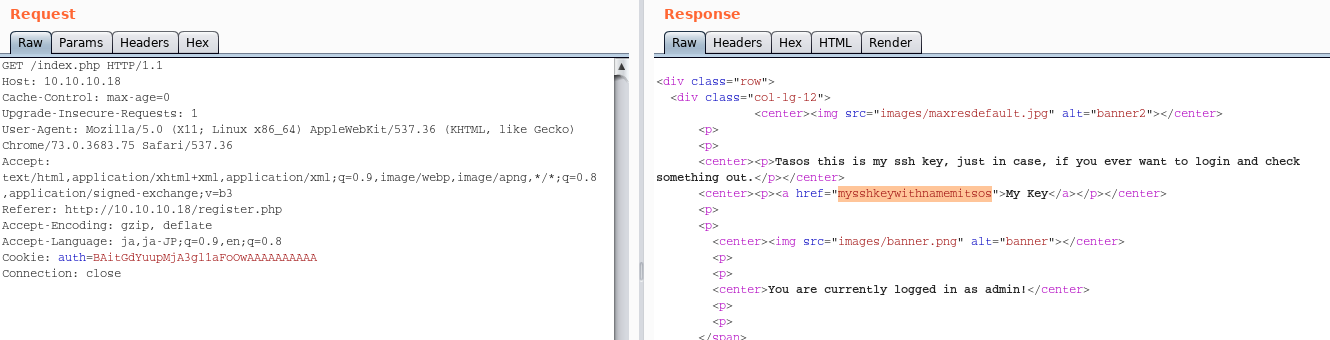 Request
Raw Params Headers Hex
GET /index.php HTTP/1.1
Host: 10.10.10.18
Cache-Control: max-age=0
Upgrade-Insecure-Requests: 1
User-Agent: Mozilla/5.0 (X11; Linux x86_64) AppleWebKit/537.36 (KHTML, like Gecko)
Chrome/73.0.3683.75 Safari/537.36
Accept:
text/html,application/xhtml+xml,application/xml;q=0.9,image/webp,image/apng,*/*;q=0.8
,application/signed-exchange;v=b3
Referer: http://10.10.10.18/register.php
Accept-Encoding: gzip, deflate
Accept-Language: ja,ja-JP;q=0.9,en;q=0.8
Cookie: auth=BAitGdYuupMjA3gl1aFoOwAAAAAAAAAA
Connection: close
Response
Raw Headers Hex HTML Render
<div class="row">
<div class="col-lg-12">
<center><img src="images/maxresdefault.jpg" alt="banner2"></center>
<p>
<p>
<center><p>Tasos this is my ssh key, just in case, if you ever want to login and check
something out.</p></center>
<center><p><a href="mysshkeywithnamemitsos">My Key</a></p></center>
<p>
<p>
<center><img src="images/banner.png" alt="banner"></center>
<p>
<p>
<center>You are currently logged in as admin!</center>
<p>
<p>
</span>